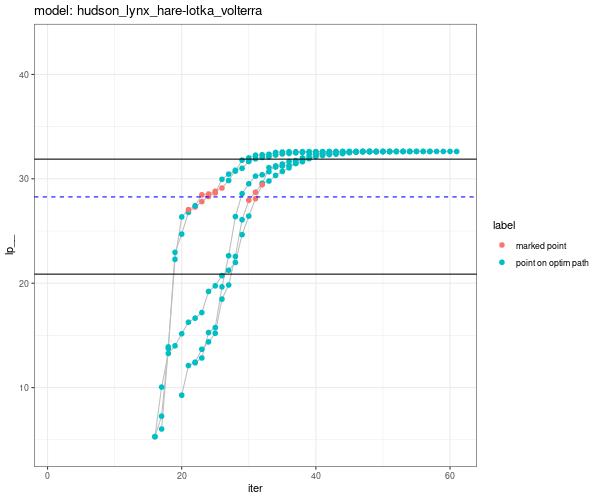 model: hudson_lynx_hare-lotka_volterra
40
30
20
10
lp__
0
20
40
60
iter
label
marked point
point on optim path